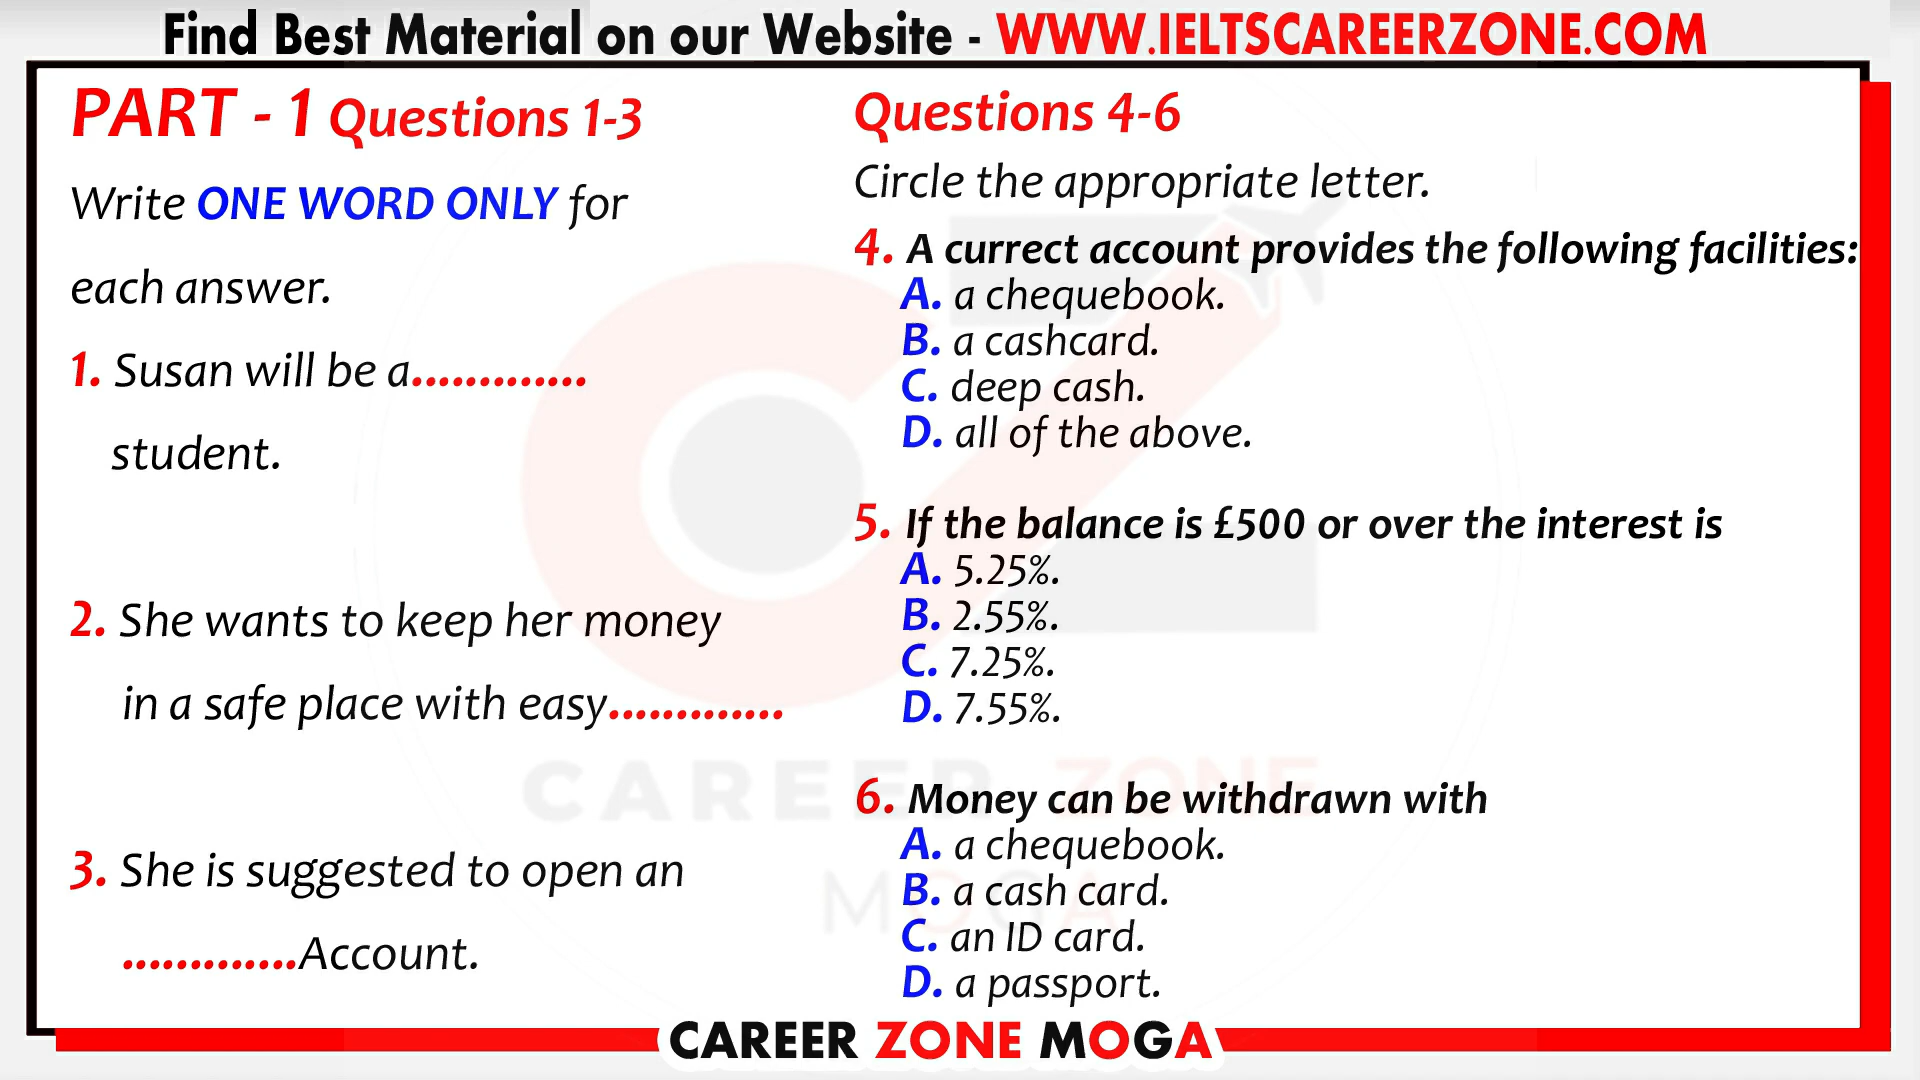 Find Best Material on our Website - WWW.IELTSCAREERZONE.COM
PART - 1 Questions 1-3
Write ONE WORD ONLY for
each answer.
1. Susan will be a.............
student.
2. She wants to keep her money
in a safe place with easy.............
3. She is suggested to open an
.............Account.
Questions 4-6
Circle the appropriate letter.
4. A currect account provides the following facilities:
A. a chequebook.
B. a cashcard.
C. deep cash.
D. all of the above.
5. If the balance is £500 or over the interest is
A. 5.25%.
B. 2.55%.
C. 7.25%.
D. 7.55%.
6. Money can be withdrawn with
A. a chequebook.
B. a cash card.
C. an ID card.
D. a passport.
CAREER ZONE
MOGA
CAREER ZONE MOGA